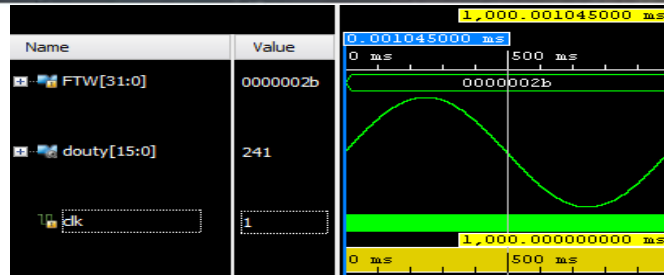 1,000.001045000 ms
Name
Value
0.001045000 ms
0 ms
500 ms
FTW[31:0]
0000002b
0000002b
douty[15:0]
241
clk
1
1,000.000000000 ms
0 ms
500 ms